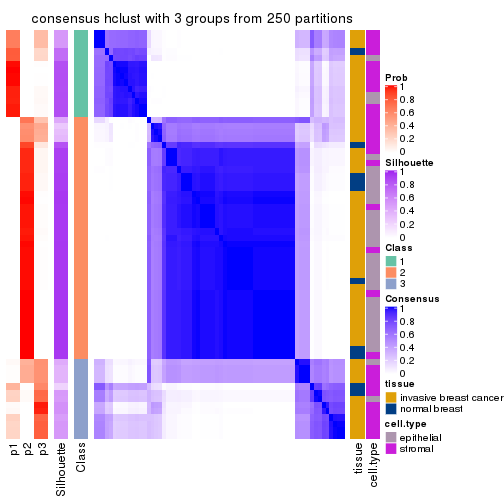 consensus hclust with 3 groups from 250 partitions
Prob
1
0.8
0.6
0.4
0.2
0
Silhouette
1
0.8
0.6
0.4
0.2
0
Class
1
2
3
Consensus
1
0.8
0.6
0.4
0.2
0
tissue
invasive breast cancer
normal breast
cell.type
epithelial
stromal
p1
p2
p3
Silhouette
Class
tissue
cell.type